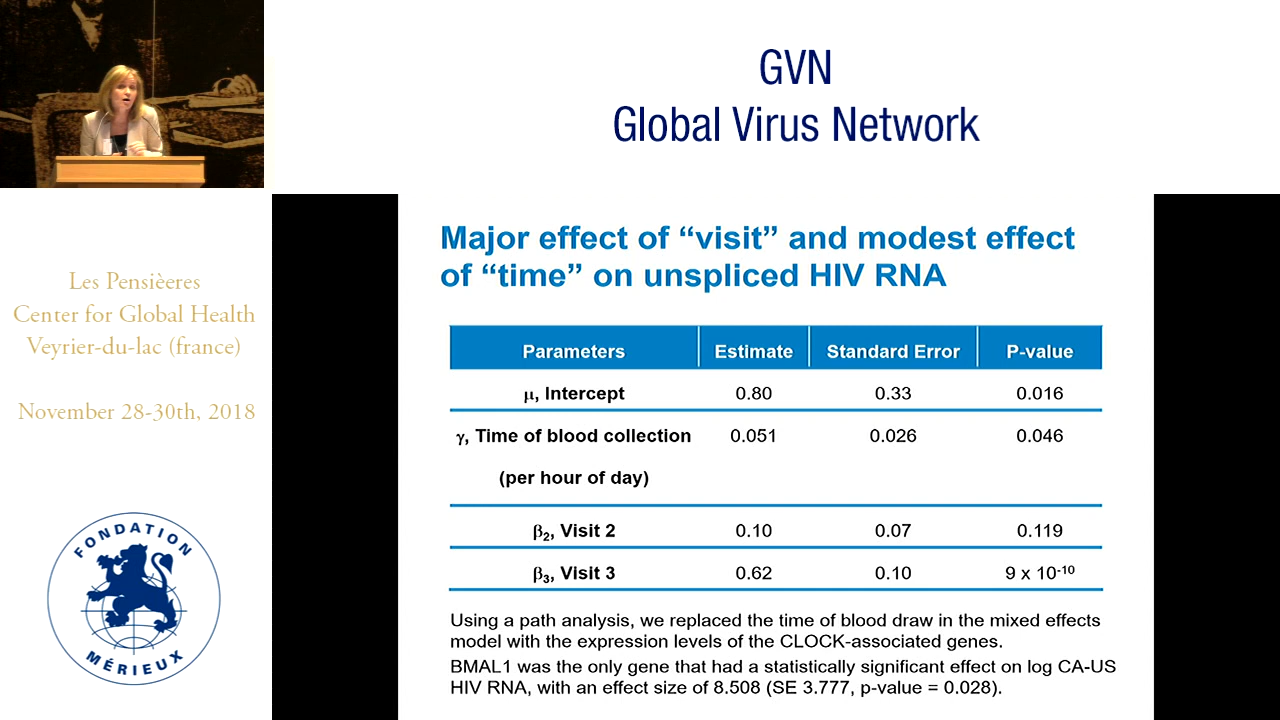 GVN
Global Virus Network
Les Pensièeres
Center for Global Health
Veyrier-du-lac (france)
November 28-30th, 2018
FONDATION
MÉRIEUX
Major effect of “visit” and modest effect
of “time” on unspliced HIV RNA
Parameters Estimate Standard Error P-value
μ, Intercept 0.80 0.33 0.016
γ, Time of blood collection 0.051 0.026 0.046
(per hour of day)
β₂, Visit 2 0.10 0.07 0.119
β₃, Visit 3 0.62 0.10 9 x 10⁻¹⁰
Using a path analysis, we replaced the time of blood draw in the mixed effects
model with the expression levels of the CLOCK-associated genes.
BMAL1 was the only gene that had a statistically significant effect on log CA-US
HIV RNA, with an effect size of 8.508 (SE 3.777, p-value = 0.028).